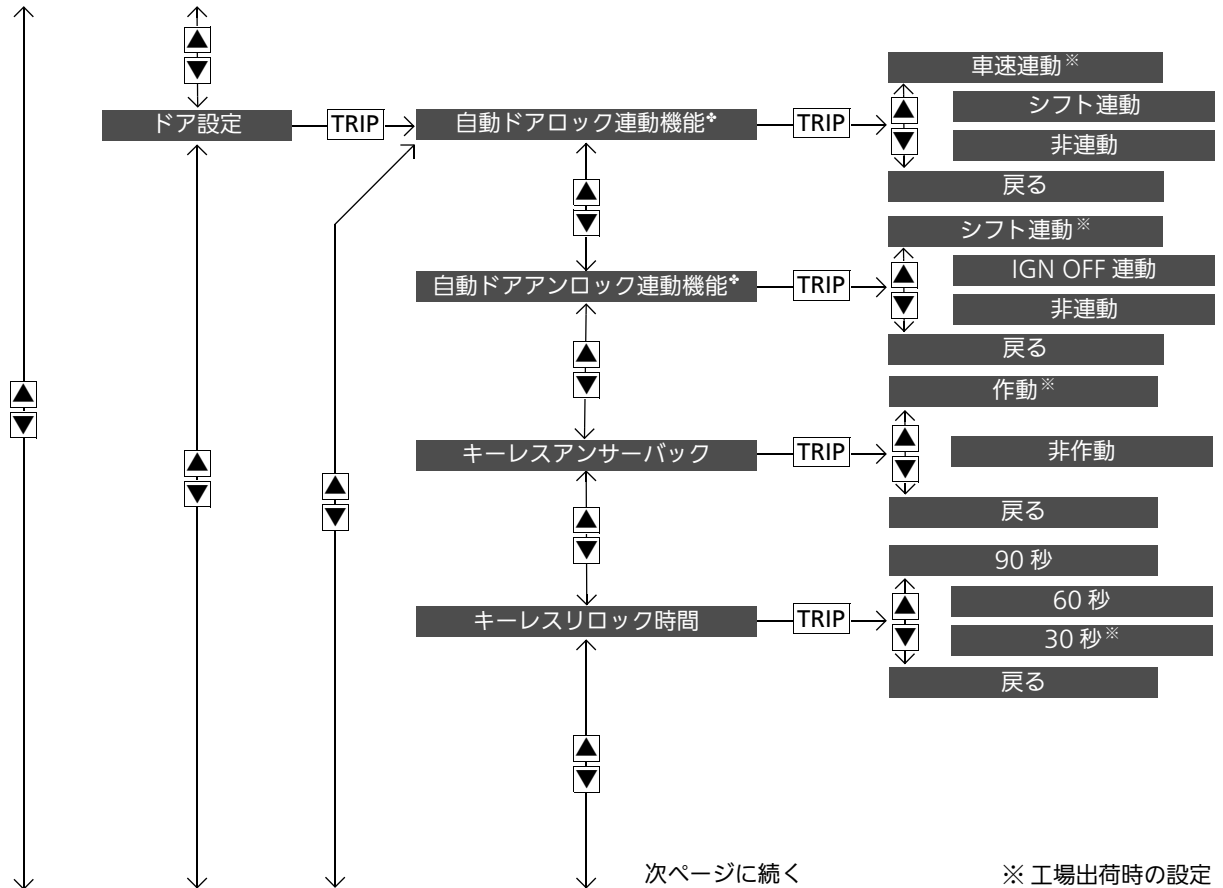 ▲
▼
ドア設定
TRIP
自動ドアロック連動機能✤
TRIP
車速連動※
▲
▼
シフト連動
非連動
戻る
▲
▼
自動ドアアンロック連動機能✤
TRIP
シフト連動※
▲
▼
IGN OFF 連動
非連動
戻る
▲
▼
▲
▼
キーレスアンサーバック
TRIP
作動※
▲
▼
非作動
戻る
▲
▼
▲
▼
▲
▼
キーレスリロック時間
TRIP
90 秒
▲
▼
60 秒
30 秒※
戻る
▲
▼
次ページに続く
※ 工場出荷時の設定